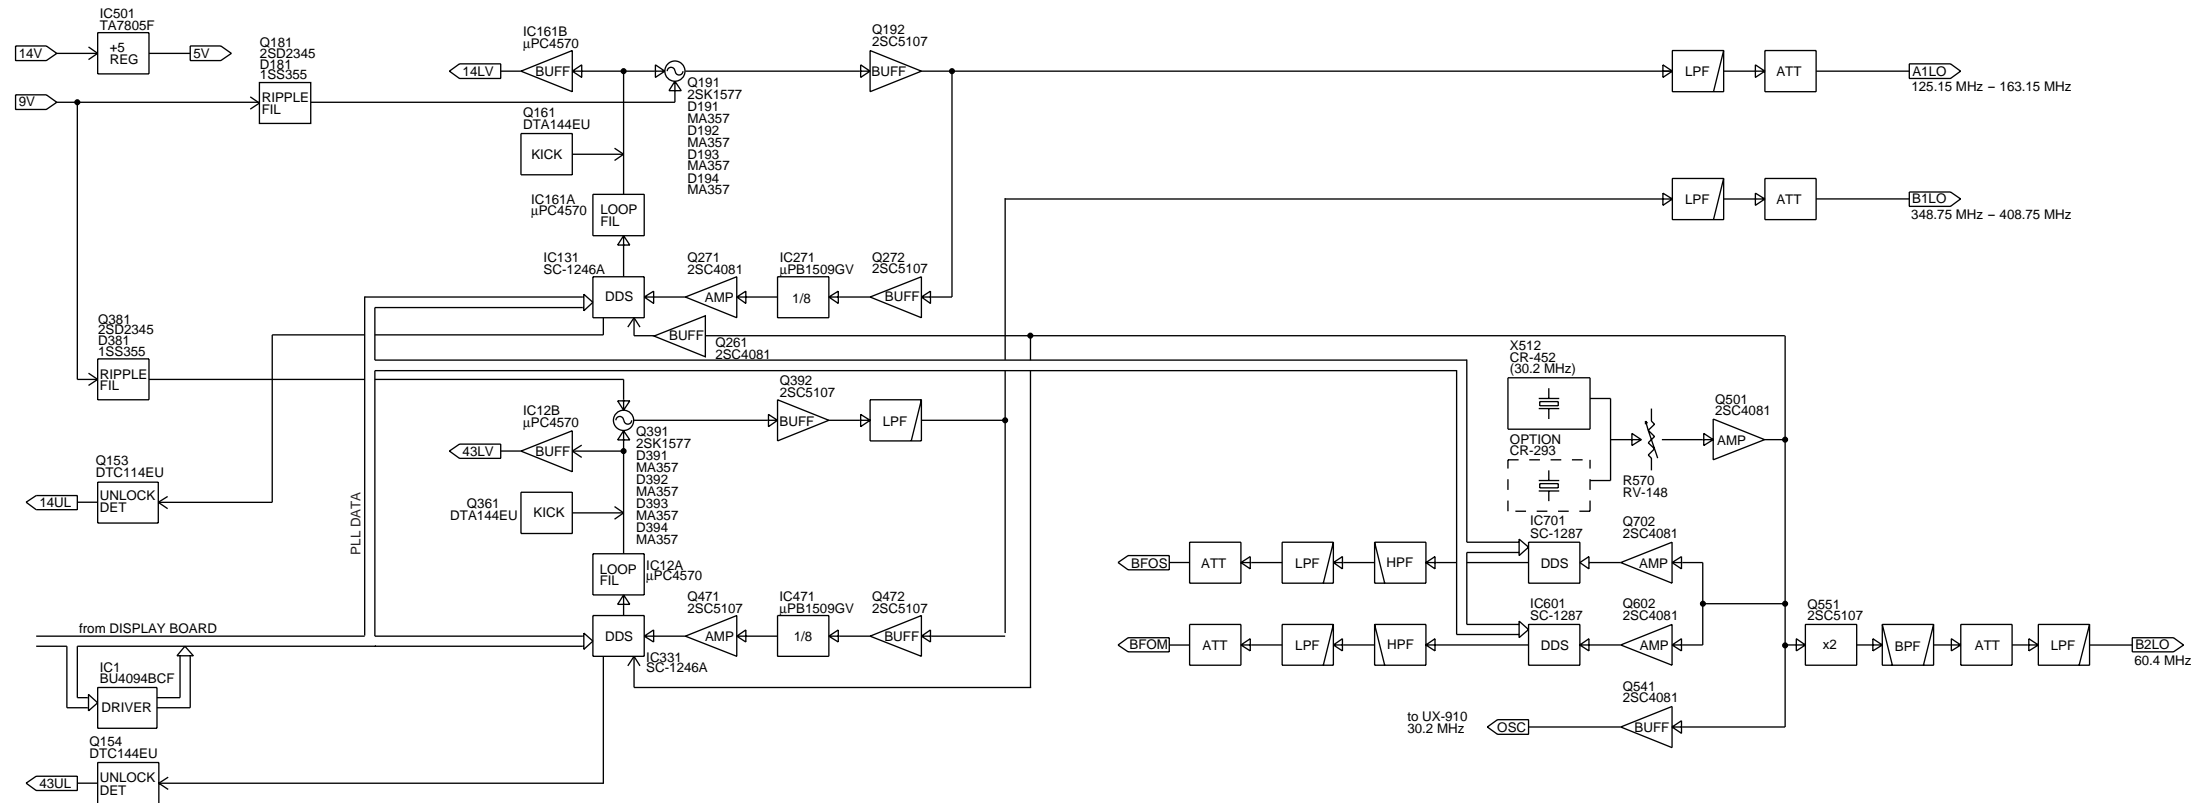 IC501
TA7805F
14V
+5
REG
5V
Q181
2SD2345
D181
1SS355
9V
RIPPLE
FIL
IC161B
µPC4570
14LV
BUFF
Q191
2SK1577
D191
MA357
D192
MA357
D193
MA357
D194
MA357
Q192
2SC5107
BUFF
LPF
ATT
A1LO
125.15 MHz – 163.15 MHz
Q161
DTA144EU
KICK
IC161A
µPC4570
LOOP
FIL
LPF
ATT
B1LO
348.75 MHz – 408.75 MHz
IC131
SC-1246A
DDS
Q271
2SC4081
AMP
IC271
µPB1509GV
1/8
Q272
2SC5107
BUFF
BUFF
Q261
2SC4081
Q381
2SD2345
D381
1SS355
RIPPLE
FIL
IC12B
µPC4570
43LV
BUFF
Q391
2SK1577
D391
MA357
D392
MA357
D393
MA357
D394
MA357
Q392
2SC5107
BUFF
LPF
X512
CR-452
(30.2 MHz)
OPTION
CR-293
R570
RV-148
Q501
2SC4081
AMP
Q153
DTC114EU
14UL
UNLOCK
DET
PLL DATA
Q361
DTA144EU
KICK
LOOP
FIL
IC12A
µPC4570
BFOS
ATT
LPF
HPF
IC701
SC-1287
DDS
Q702
2SC4081
AMP
from DISPLAY BOARD
DDS
IC331
SC-1246A
Q471
2SC5107
AMP
IC471
µPB1509GV
1/8
Q472
2SC5107
BUFF
BFOM
ATT
LPF
HPF
IC601
SC-1287
DDS
Q602
2SC4081
AMP
Q551
2SC5107
x2
BPF
ATT
LPF
B2LO
60.4 MHz
IC1
BU4094BCF
DRIVER
to UX-910
30.2 MHz
OSC
Q541
2SC4081
BUFF
Q154
DTC144EU
43UL
UNLOCK
DET